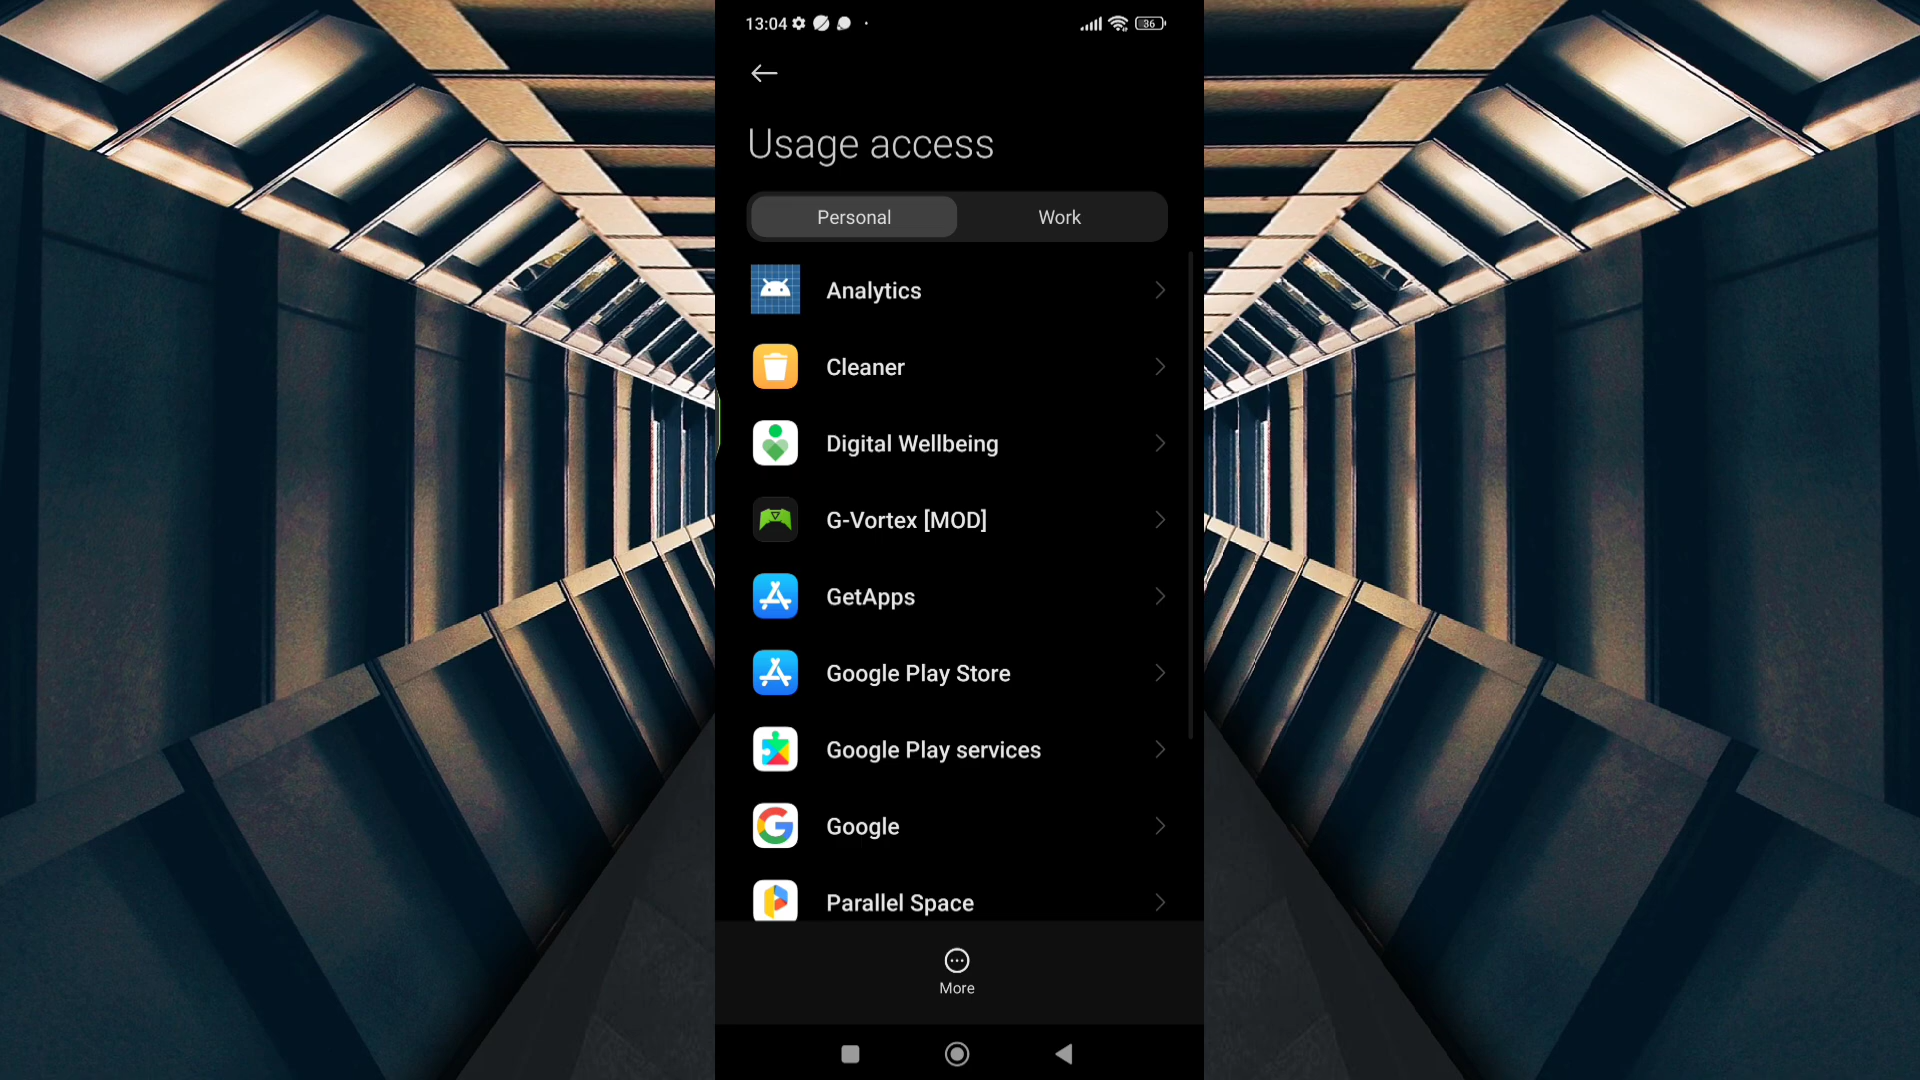 13:04
36
Usage access
Personal
Work
Analytics
Cleaner
Digital Wellbeing
G-Vortex [MOD]
GetApps
Google Play Store
Google Play services
Google
Parallel Space
More